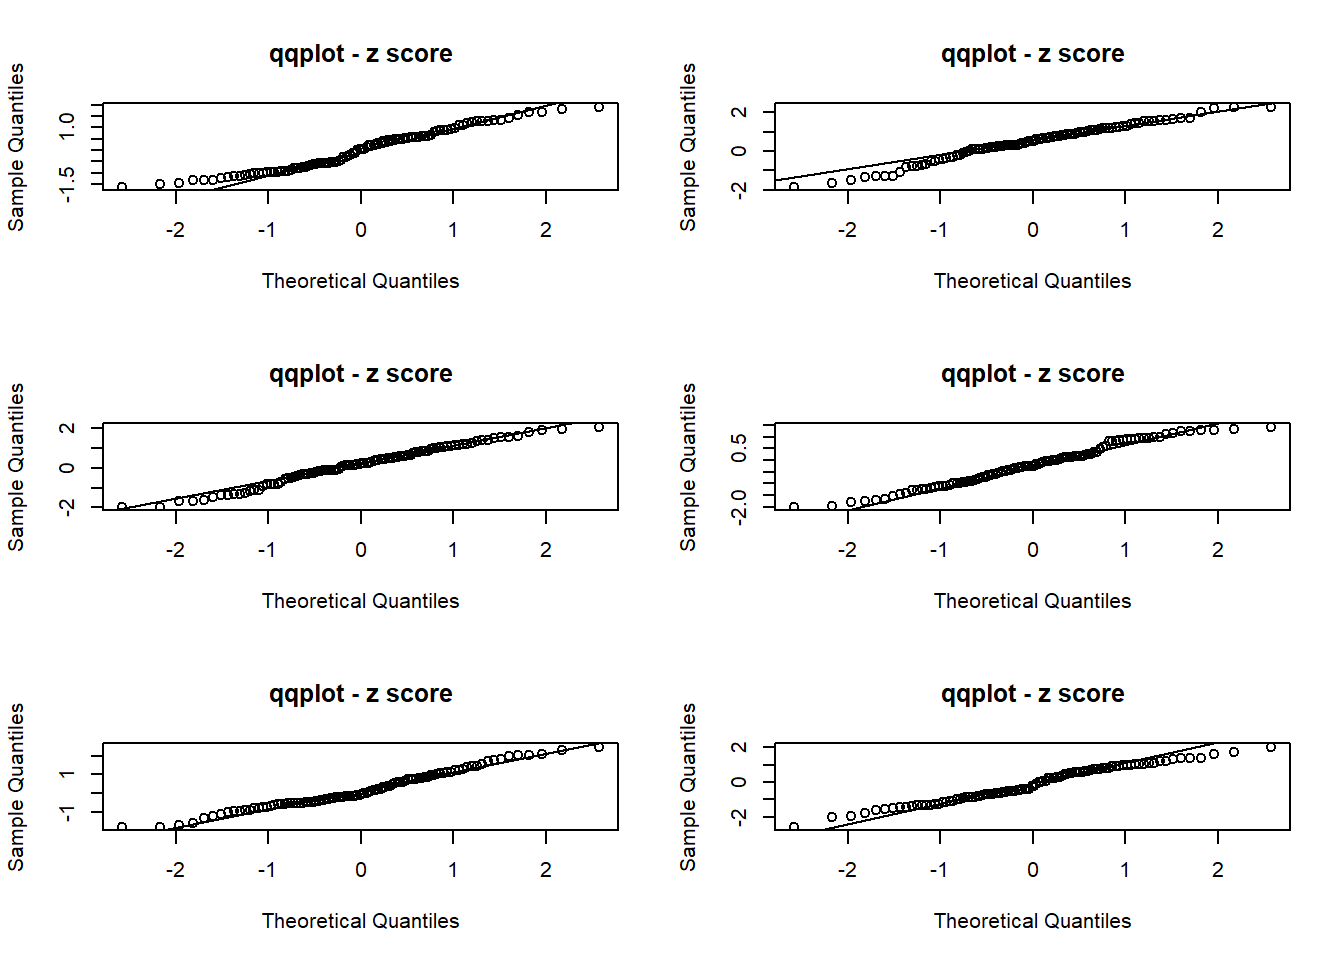 qqplot - z score
Sample Quantiles
1.0
-1.5
-2 -1 0 1 2
Theoretical Quantiles
qqplot - z score
Sample Quantiles
2
0
-2
-2 -1 0 1 2
Theoretical Quantiles
qqplot - z score
Sample Quantiles
2
0
-2
-2 -1 0 1 2
Theoretical Quantiles
qqplot - z score
Sample Quantiles
0.5
-2.0
-2 -1 0 1 2
Theoretical Quantiles
qqplot - z score
Sample Quantiles
1
-1
-2 -1 0 1 2
Theoretical Quantiles
qqplot - z score
Sample Quantiles
2
0
-2
-2 -1 0 1 2
Theoretical Quantiles